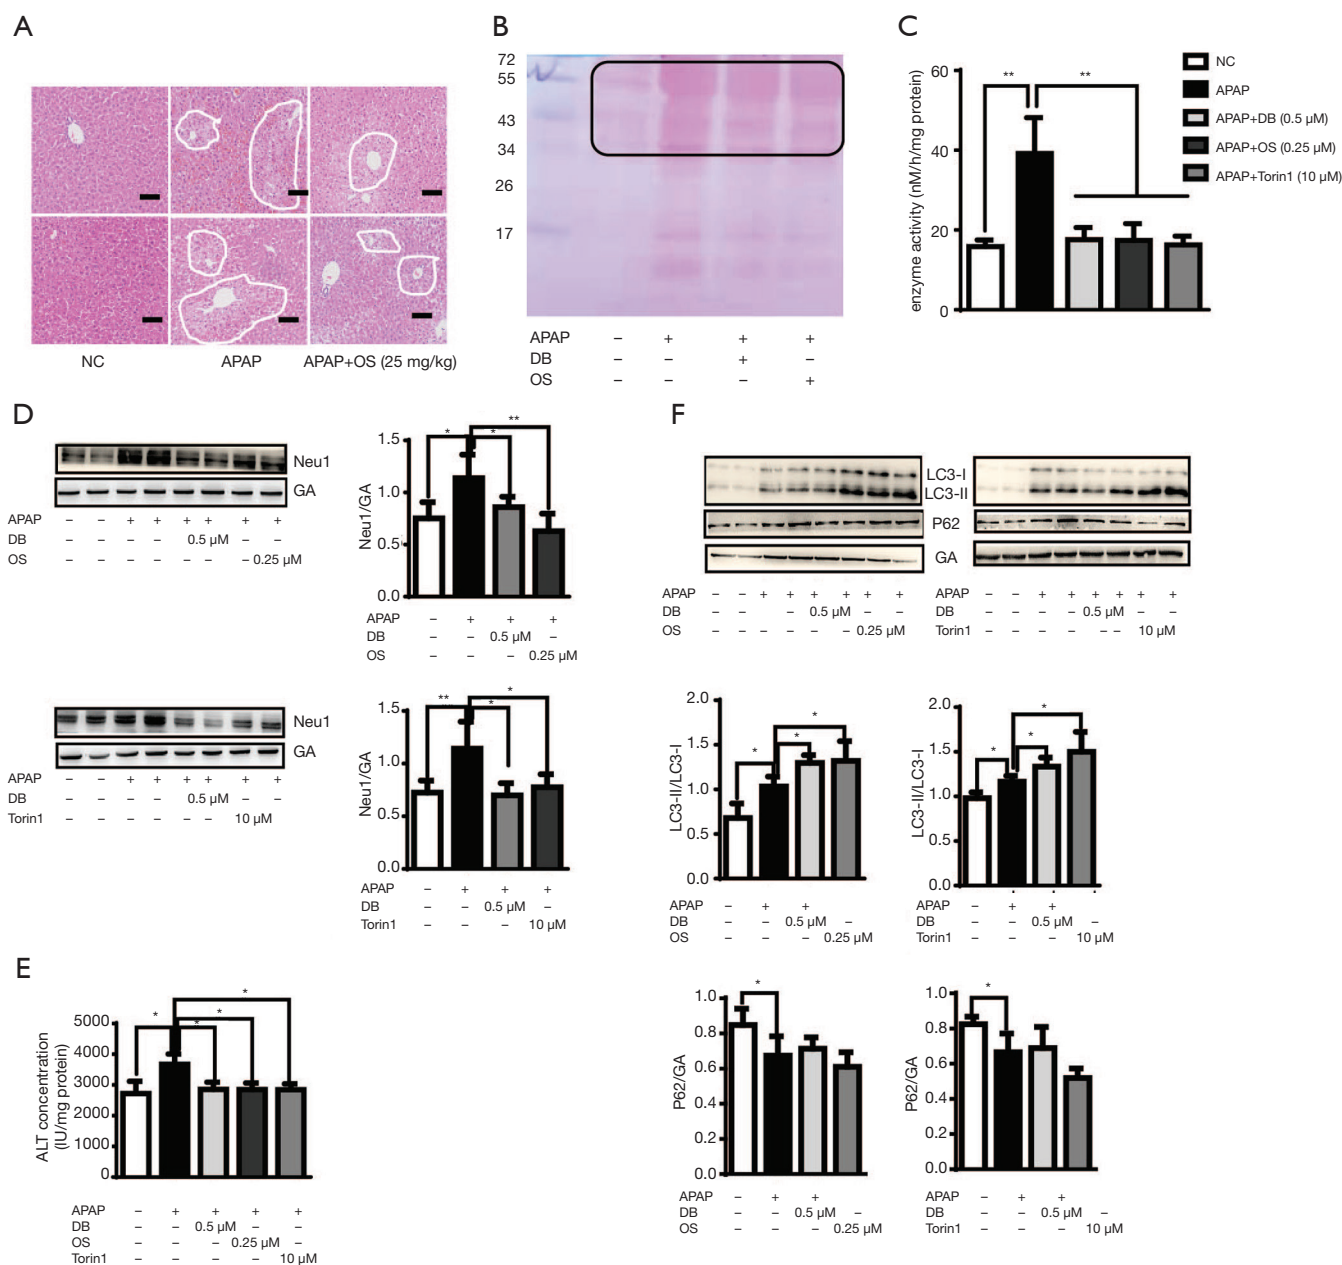 A
NC
APAP
APAP+OS (25 mg/kg)
B
72
55
43
34
26
17
APAP – + + +
DB – – + –
OS – – – +
C
enzyme activity (nM/h/mg protein)
60
40
20
0
** **
NC
APAP
APAP+DB (0.5 μM)
APAP+OS (0.25 μM)
APAP+Torin1 (10 μM)
D
Neu1
GA
APAP – – + + + + + +
DB – – – – 0.5 μM – –
OS – – – – – – – 0.25 μM
Neu1/GA
1.5
1.0
0.5
0.0
* * **
APAP – + + +
DB – – 0.5 μM –
OS – – – 0.25 μM
Neu1
GA
APAP – – + + + + + +
DB – – – – 0.5 μM – –
Torin1 – – – – – – 10 μM
Neu1/GA
1.5
1.0
0.5
0.0
** * *
APAP – + + +
DB – – 0.5 μM –
Torin1 – – – 10 μM
E
ALT concentration
(IU/mg protein)
5000
4000
3000
2000
1000
0
* * * *
APAP – + + + +
DB – – 0.5 μM – –
OS – – – 0.25 μM –
Torin1 – – – – 10 μM
F
LC3-I
LC3-II
P62
GA
APAP – – + + + + + +
DB – – – – 0.5 μM – –
OS – – – – – – 0.25 μM
APAP – – + + + + + +
DB – – – – 0.5 μM – –
Torin1 – – – – – – 10 μM
LC3-II/LC3-I
2.0
1.5
1.0
0.5
0.0
* * *
APAP – + +
DB – – 0.5 μM –
OS – – – 0.25 μM
LC3-II/LC3-I
2.0
1.5
1.0
0.5
0.0
* * *
APAP – + +
DB – – 0.5 μM –
Torin1 – – – 10 μM
P62/GA
1.0
0.8
0.6
0.4
0.2
0.0
*
APAP – + +
DB – – 0.5 μM –
OS – – – 0.25 μM
P62/GA
1.0
0.8
0.6
0.4
0.2
0.0
*
APAP – + +
DB – – 0.5 μM –
Torin1 – – – 10 μM